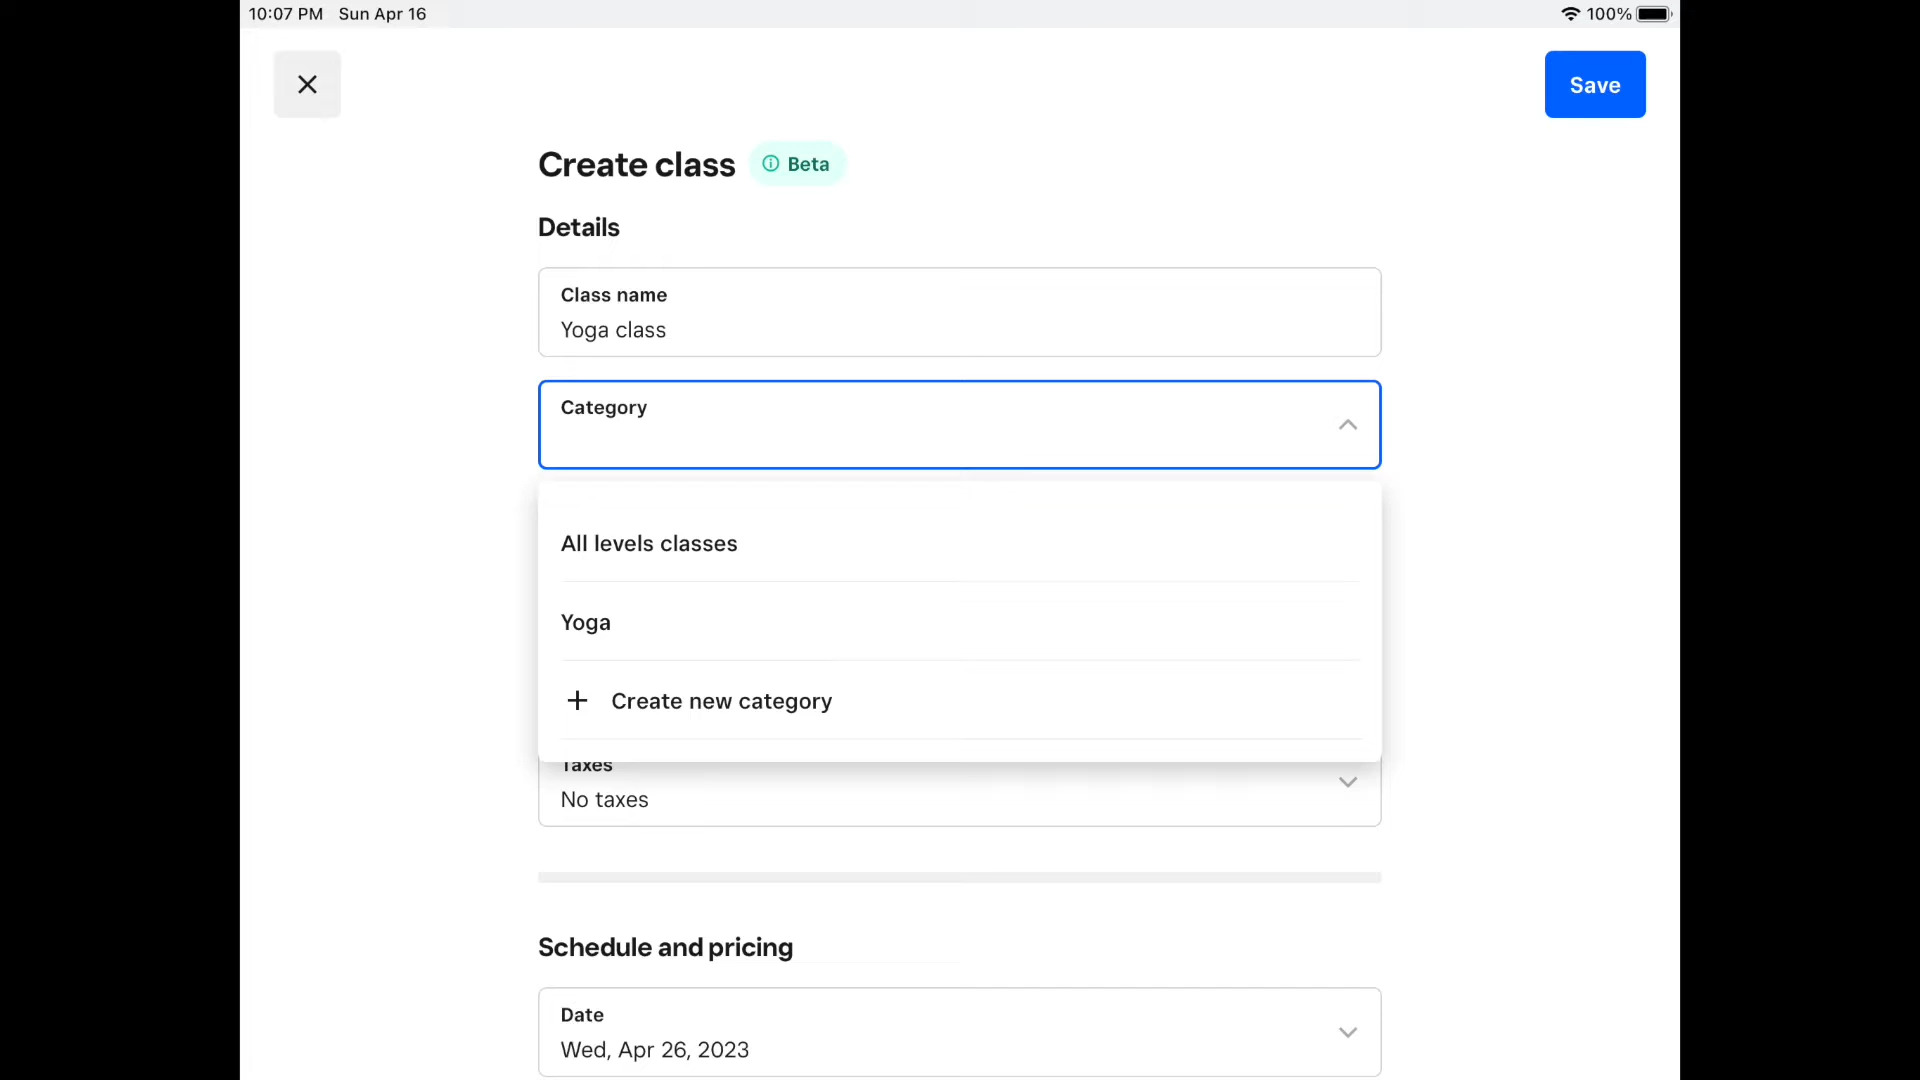 10:07 PM Sun Apr 16
100%
Save
Create class
Beta
Details
Class name
Yoga class
Category
All levels classes
Yoga
Create new category
Taxes
No taxes
Schedule and pricing
Date
Wed, Apr 26, 2023